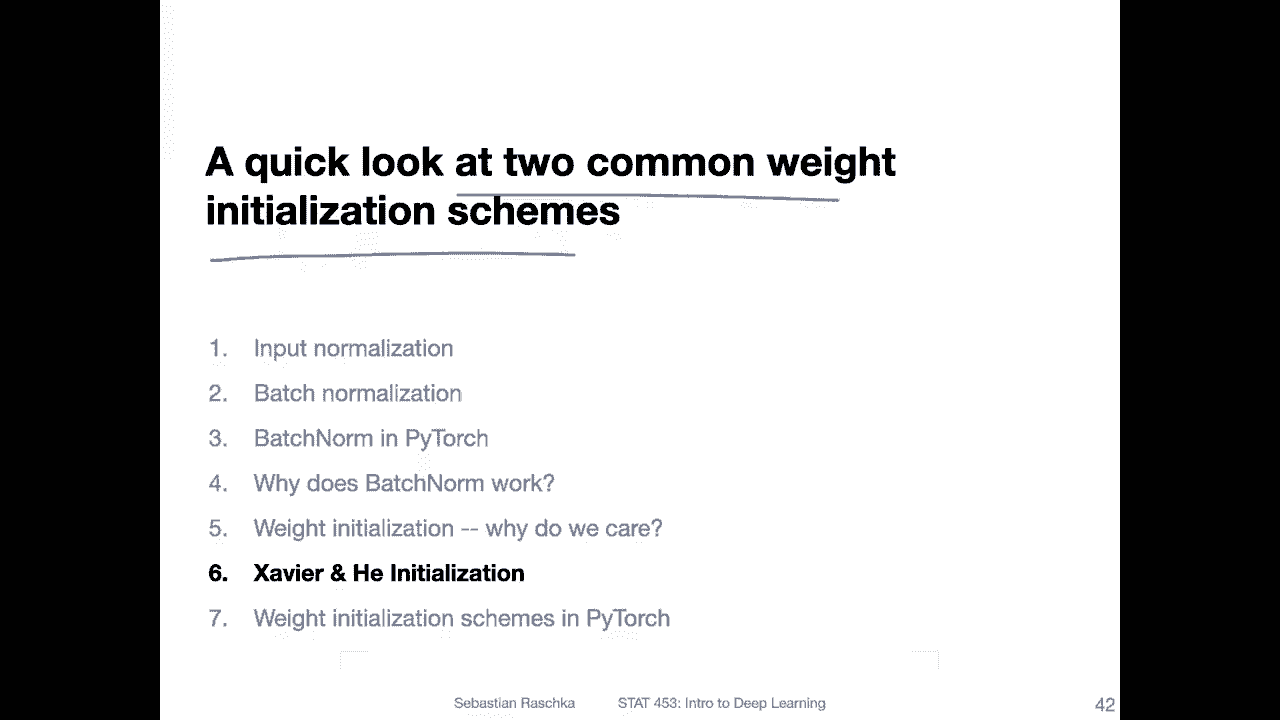 A quick look at two common weight
initialization schemes
1. Input normalization
2. Batch normalization
3. BatchNorm in PyTorch
4. Why does BatchNorm work?
5. Weight initialization -- why do we care?
6. Xavier & He Initialization
7. Weight initialization schemes in PyTorch
Sebastian Raschka STAT 453: Intro to Deep Learning 42